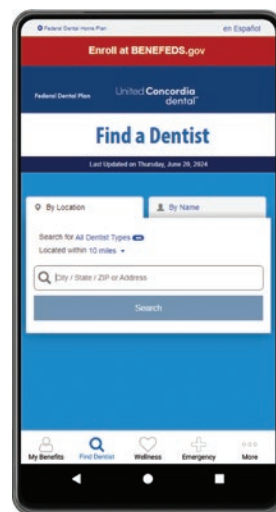 Federal Dental Home Plan
en Español
Enroll at BENEFEDS.gov
Federal Dental Plan
United Concordia
dental
Find a Dentist
Last Updated on Thursday, June 20, 2024
By Location
By Name
Search for All Dentist Types
Located within 10 miles
City / State / ZIP or Address
Search
My Benefits
Find Dentist
Wellness
Emergency
More